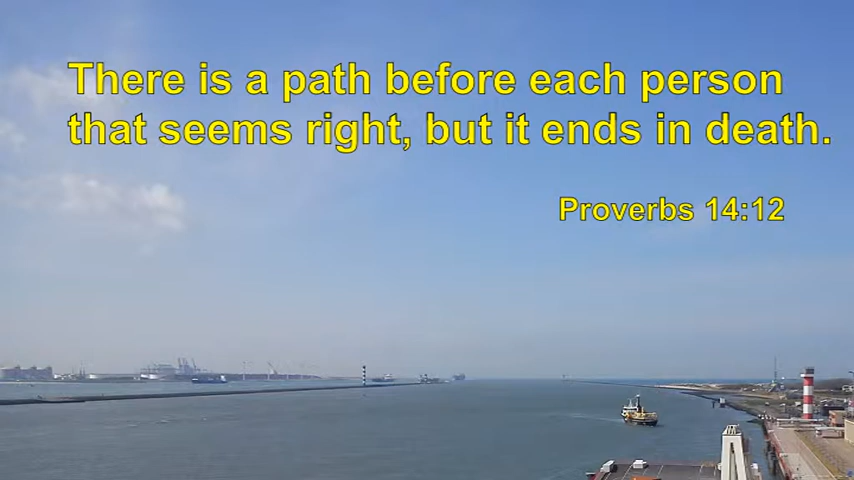 There is a path before each person
that seems right, but it ends in death.
Proverbs 14:12